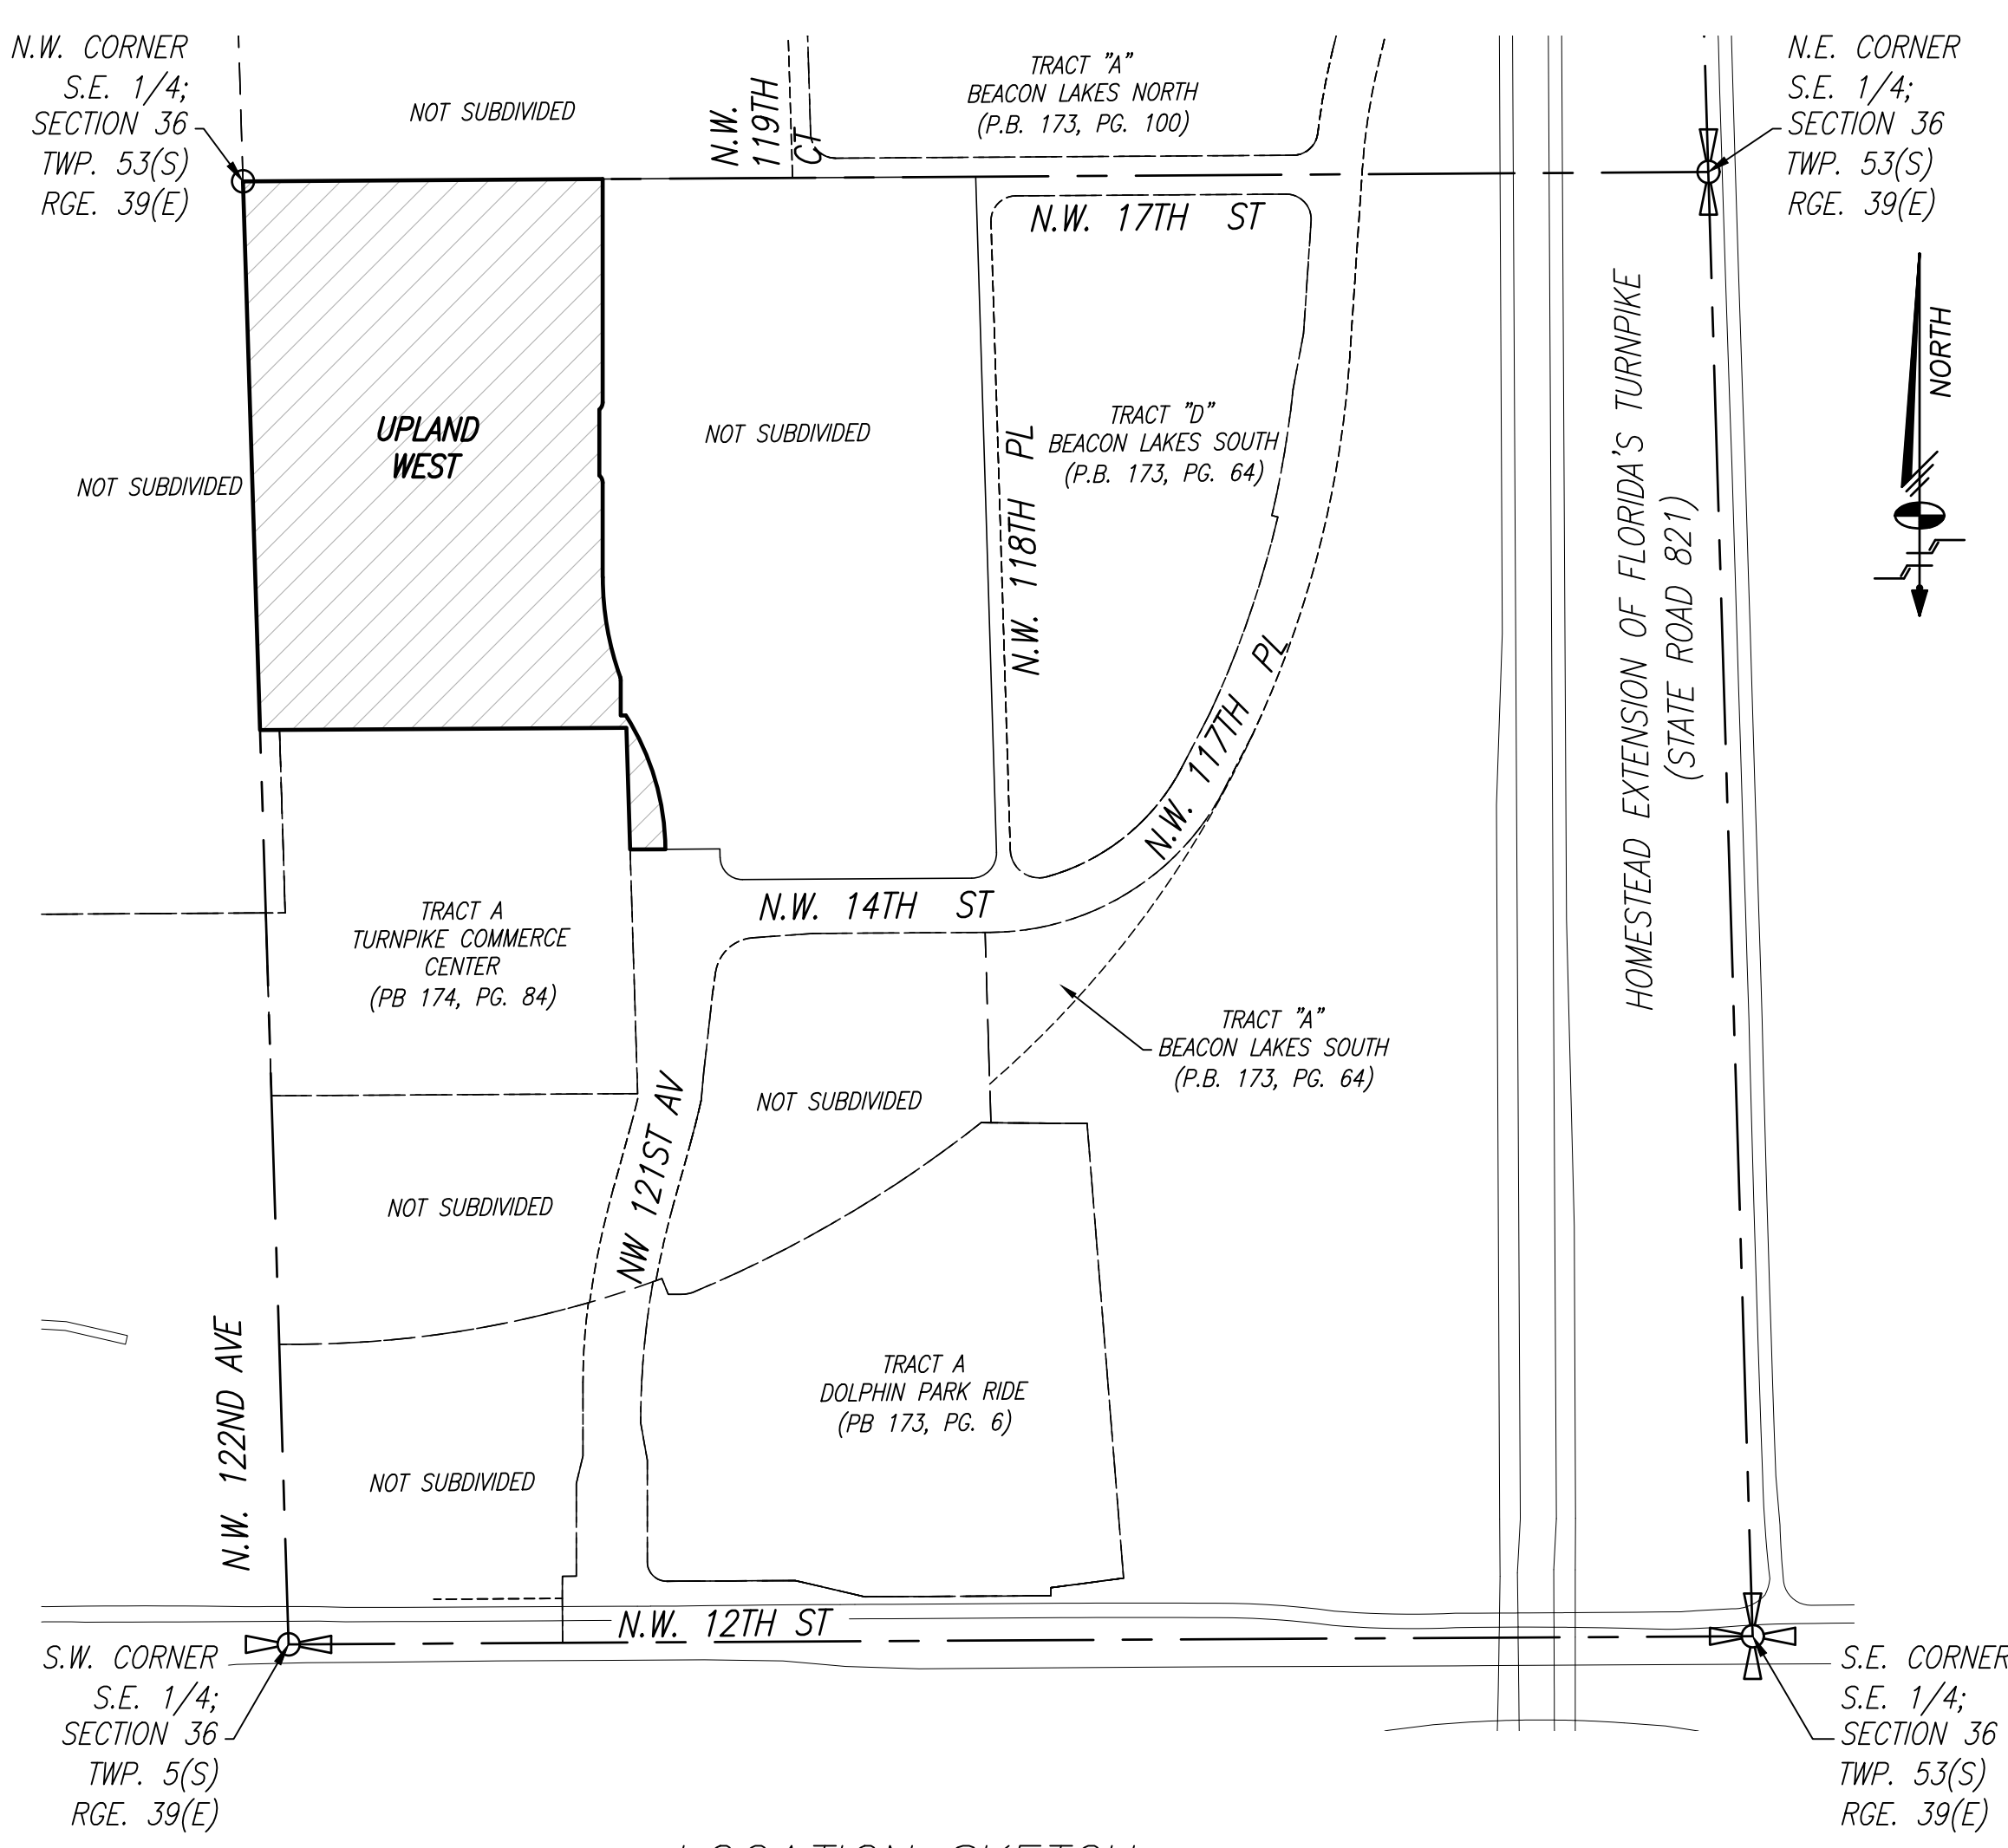 N.W. CORNER
S.E. 1/4;
SECTION 36
TWP. 53(S)
RGE. 39(E)
NOT SUBDIVIDED
N.W.
119TH
CT
TRACT "A"
BEACON LAKES NORTH
(P.B. 173, PG. 100)
N.E. CORNER
S.E. 1/4;
SECTION 36
TWP. 53(S)
RGE. 39(E)
N.W. 17TH ST
NORTH
HOMESTEAD EXTENSION OF FLORIDA'S TURNPIKE
(STATE ROAD 821)
UPLAND
WEST
NOT SUBDIVIDED
NOT SUBDIVIDED
N.W. 118TH PL
TRACT "D"
BEACON LAKES SOUTH
(P.B. 173, PG. 64)
N.W. 117TH PL
N.W. 14TH ST
TRACT A
TURNPIKE COMMERCE
CENTER
(PB 174, PG. 84)
TRACT "A"
BEACON LAKES SOUTH
(P.B. 173, PG. 64)
NOT SUBDIVIDED
NW 121ST AV
NOT SUBDIVIDED
N.W. 122ND AVE
TRACT A
DOLPHIN PARK RIDE
(PB 173, PG. 6)
NOT SUBDIVIDED
N.W. 12TH ST
S.W. CORNER
S.E. 1/4;
SECTION 36
TWP. 5(S)
RGE. 39(E)
S.E. CORNER
S.E. 1/4;
SECTION 36
TWP. 53(S)
RGE. 39(E)
LOCATION SKETCH